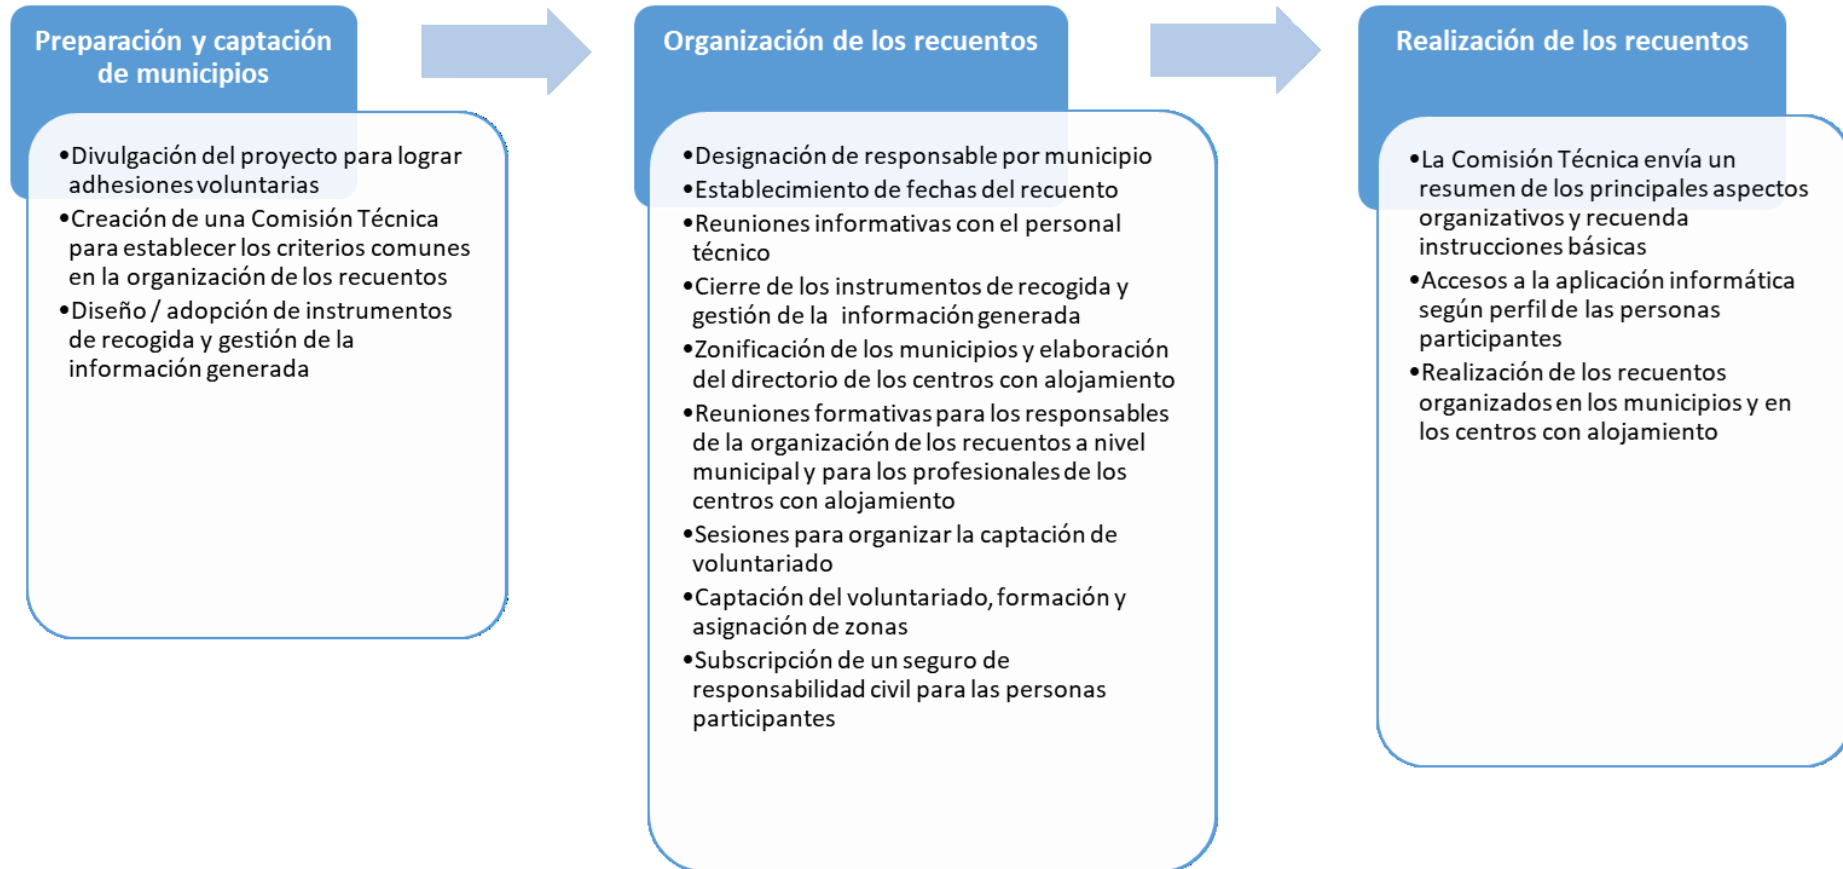 Preparación y captación
de municipios
•Divulgación del proyecto para lograr
adhesiones voluntarias
•Creación de una Comisión Técnica
para establecer los criterios comunes
en la organización de los recuentos
•Diseño / adopción de instrumentos
de recogida y gestión de la
información generada
Organización de los recuentos
•Designación de responsable por municipio
•Establecimiento de fechas del recuento
•Reuniones informativas con el personal
técnico
•Cierre de los instrumentos de recogida y
gestión de la información generada
•Zonificación de los municipios y elaboración
del directorio de los centros con alojamiento
•Reuniones formativas para los responsables
de la organización de los recuentos a nivel
municipal y para los profesionales de los
centros con alojamiento
•Sesiones para organizar la captación de
voluntariado
•Captación del voluntariado, formación y
asignación de zonas
•Subscripción de un seguro de
responsabilidad civil para las personas
participantes
Realización de los recuentos
•La Comisión Técnica envía un
resumen de los principales aspectos
organizativos y recuenda
instrucciones básicas
•Accesos a la aplicación informática
según perfil de las personas
participantes
•Realización de los recuentos
organizados en los municipios y en
los centros con alojamiento